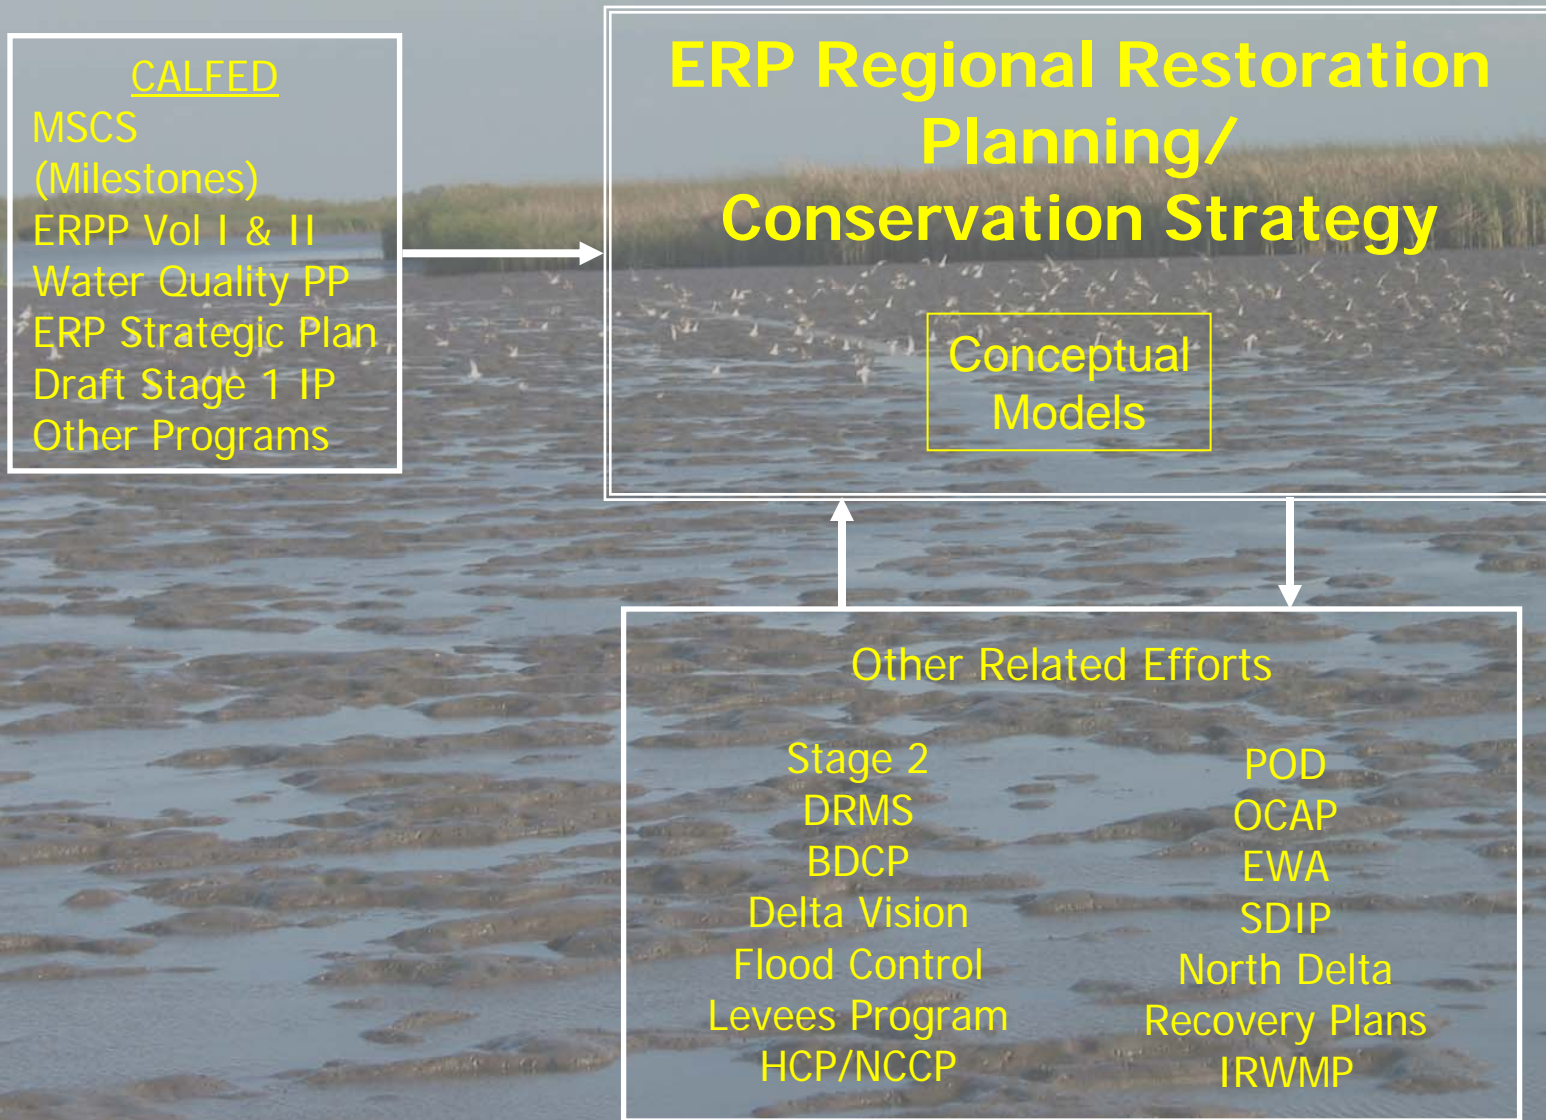 CALFED
MSCS
(Milestones)
ERPP Vol I & II
Water Quality PP
ERP Strategic Plan
Draft Stage 1 IP
Other Programs
ERP Regional Restoration
Planning/
Conservation Strategy
Conceptual
Models
Other Related Efforts
Stage 2
DRMS
BDCP
Delta Vision
Flood Control
Levees Program
HCP/NCCP
POD
OCAP
EWA
SDIP
North Delta
Recovery Plans
IRWMP